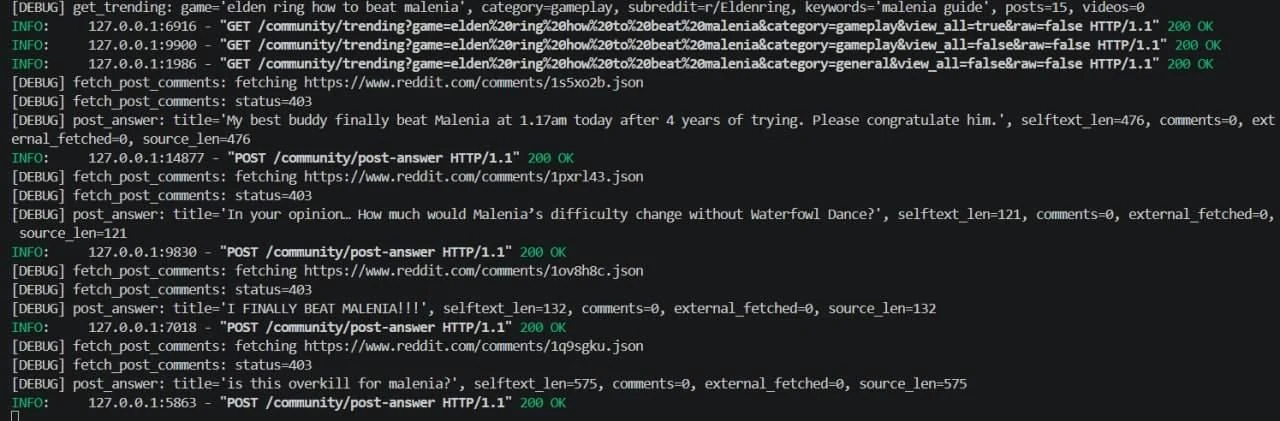 [DEBUG] get_trending: game='elden ring how to beat malenia', category=gameplay, subreddit=r/Eldenring, keywords='malenia guide', posts=15, videos=0
INFO:     127.0.0.1:6916 - "GET /community/trending?game=elden%20ring%20how%20to%20beat%20malenia&category=gameplay&view_all=true&raw=false HTTP/1.1" 200 OK
INFO:     127.0.0.1:9900 - "GET /community/trending?game=elden%20ring%20how%20to%20beat%20malenia&category=gameplay&view_all=false&raw=false HTTP/1.1" 200 OK
INFO:     127.0.0.1:1986 - "GET /community/trending?game=elden%20ring%20how%20to%20beat%20malenia&category=general&view_all=false&raw=false HTTP/1.1" 200 OK
[DEBUG] fetch_post_comments: fetching https://www.reddit.com/comments/1s5xo2b.json
[DEBUG] fetch_post_comments: status=403
[DEBUG] post_answer: title='My best buddy finally beat Malenia at 1.17am today after 4 years of trying. Please congratulate him.', selftext_len=476, comments=0, ext
ernal_fetched=0, source_len=476
INFO:     127.0.0.1:14877 - "POST /community/post-answer HTTP/1.1" 200 OK
[DEBUG] fetch_post_comments: fetching https://www.reddit.com/comments/1pxrl43.json
[DEBUG] fetch_post_comments: status=403
[DEBUG] post_answer: title='In your opinion… How much would Malenia’s difficulty change without Waterfowl Dance?', selftext_len=121, comments=0, external_fetched=0,
 source_len=121
INFO:     127.0.0.1:9830 - "POST /community/post-answer HTTP/1.1" 200 OK
[DEBUG] fetch_post_comments: fetching https://www.reddit.com/comments/1ov8h8c.json
[DEBUG] fetch_post_comments: status=403
[DEBUG] post_answer: title='I FINALLY BEAT MALENIA!!!', selftext_len=132, comments=0, external_fetched=0, source_len=132
INFO:     127.0.0.1:7018 - "POST /community/post-answer HTTP/1.1" 200 OK
[DEBUG] fetch_post_comments: fetching https://www.reddit.com/comments/1q9sgku.json
[DEBUG] fetch_post_comments: status=403
[DEBUG] post_answer: title='is this overkill for malenia?', selftext_len=575, comments=0, external_fetched=0, source_len=575
INFO:     127.0.0.1:5863 - "POST /community/post-answer HTTP/1.1" 200 OK